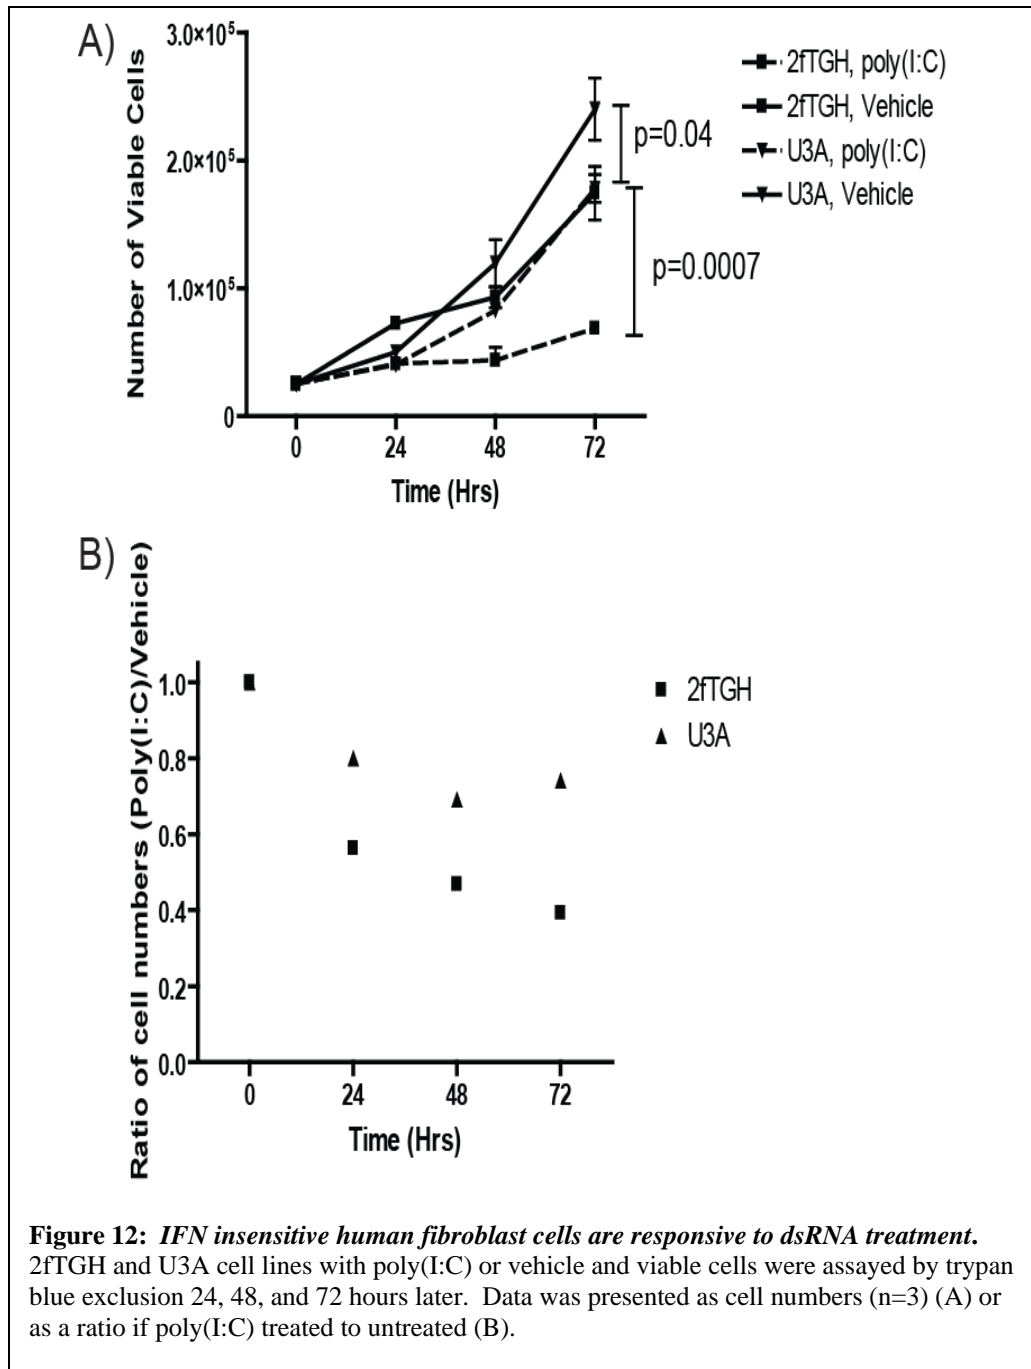 A)
Number of Viable Cells
3.0×10⁵
2.0×10⁵
1.0×10⁵
0
0 24 48 72
Time (Hrs)
p=0.04
p=0.0007
2fTGH, poly(I:C)
2fTGH, Vehicle
U3A, poly(I:C)
U3A, Vehicle
B)
Ratio of cell numbers (Poly(I:C)/Vehicle)
1.0
0.8
0.6
0.4
0.2
0.0
0 24 48 72
Time (Hrs)
2fTGH
U3A
Figure 12: IFN insensitive human fibroblast cells are responsive to dsRNA treatment.
2fTGH and U3A cell lines with poly(I:C) or vehicle and viable cells were assayed by trypan
blue exclusion 24, 48, and 72 hours later. Data was presented as cell numbers (n=3) (A) or
as a ratio if poly(I:C) treated to untreated (B).